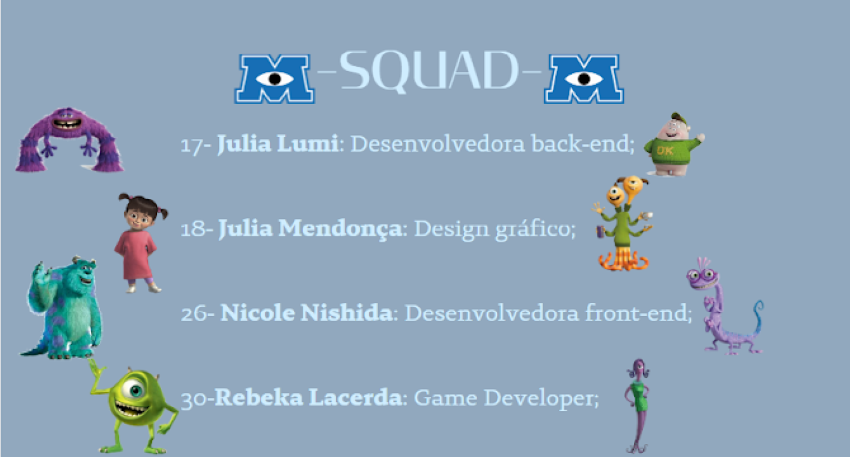 M-SQUAD-M
17- Julia Lumi: Desenvolvedora back-end;
DK
18- Julia Mendonça: Design gráfico;
26- Nicole Nishida: Desenvolvedora front-end;
30-Rebeka Lacerda: Game Developer;